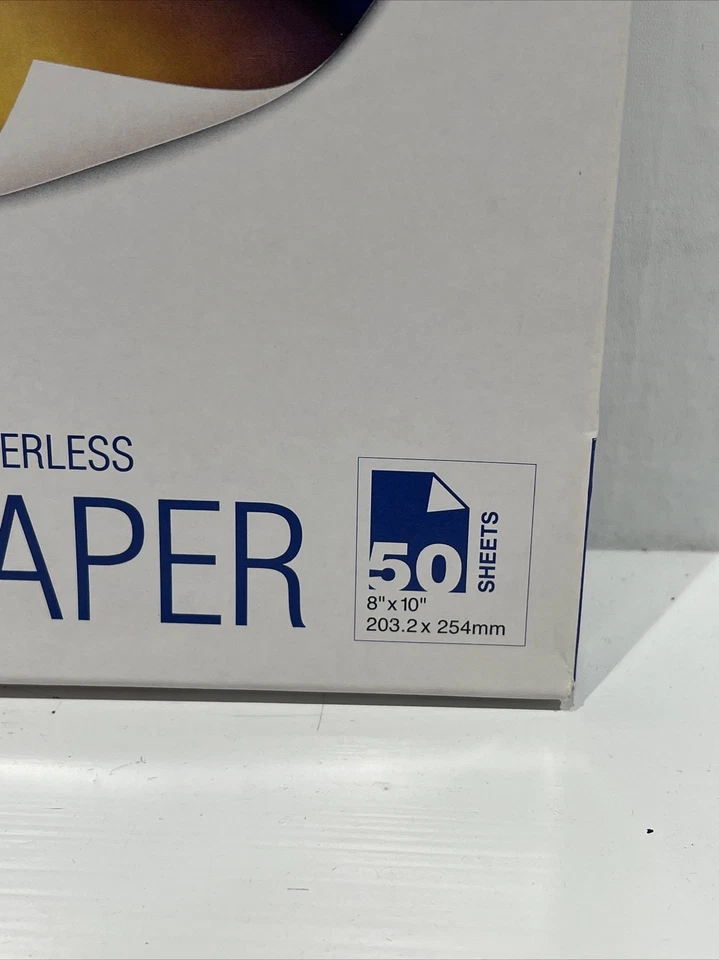 ERLESS
APER
50 SHEETS
8"x10"
203.2 x 254mm